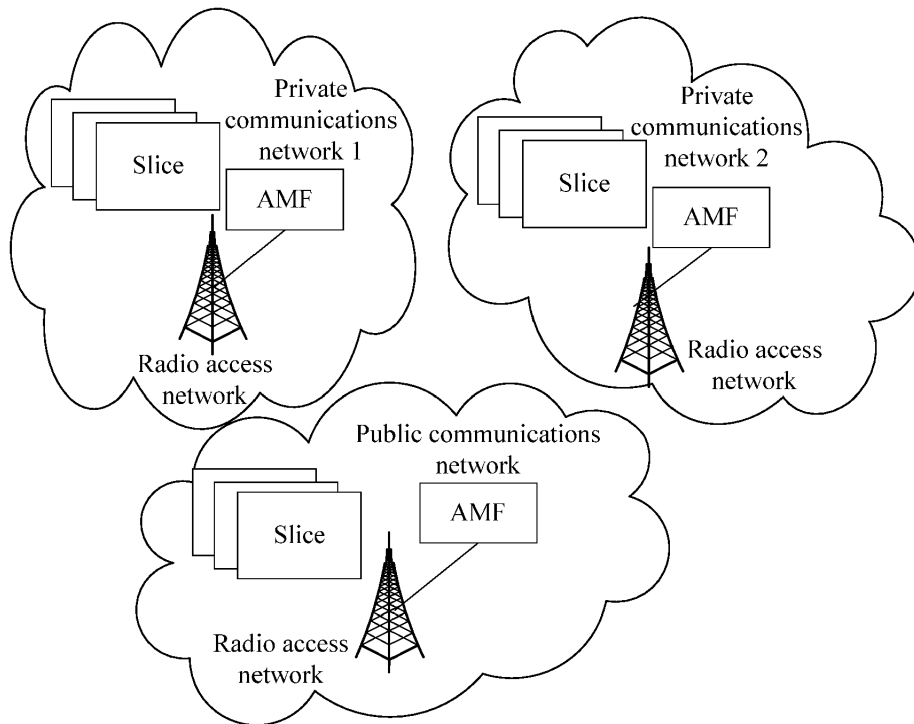 Private
communications
network 1
Slice
AMF
Radio access
network
Private
communications
network 2
Slice
AMF
Radio access
network
Public communications
network
Slice
AMF
Radio access
network